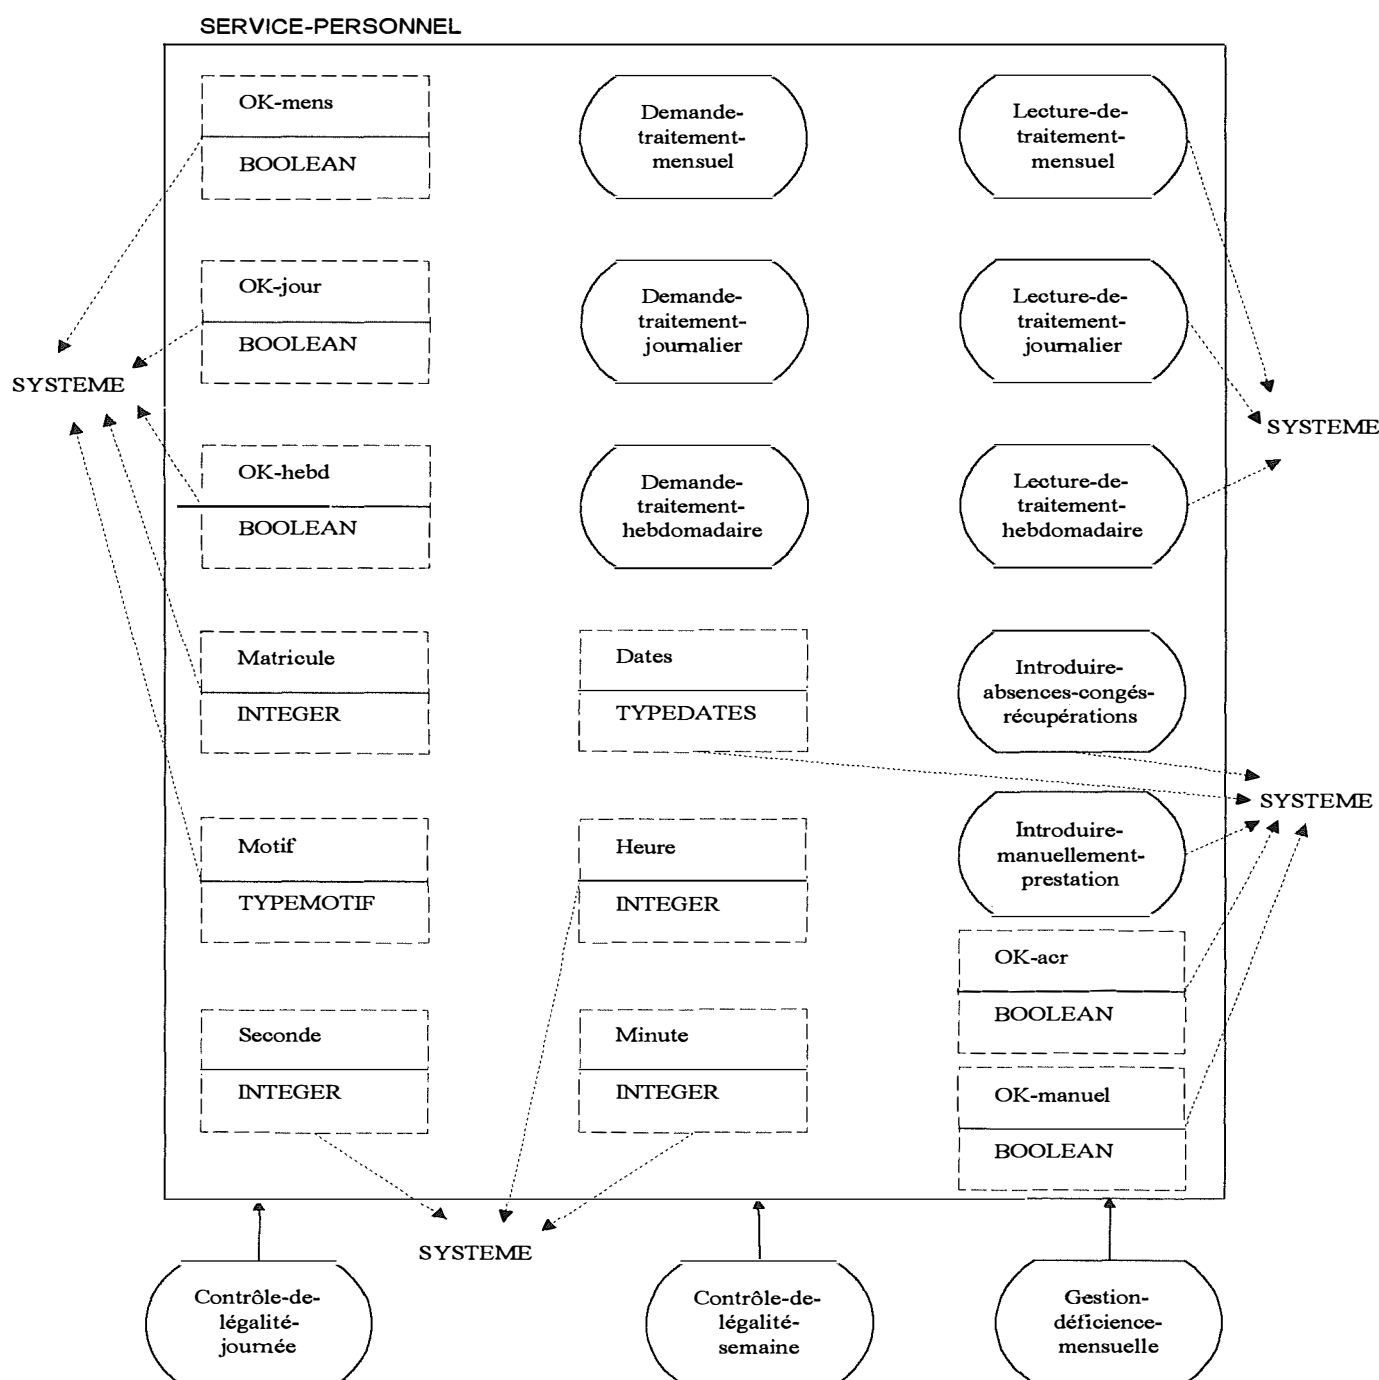 SERVICE-PERSONNEL
OK-mens
BOOLEAN
Demande-
traitement-
mensuel
Lecture-de-
traitement-
mensuel
OK-jour
BOOLEAN
Demande-
traitement-
journalier
Lecture-de-
traitement-
journalier
SYSTEME
SYSTEME
OK-hebd
BOOLEAN
Demande-
traitement-
hebdomadaire
Lecture-de-
traitement-
hebdomadaire
Matricule
INTEGER
Dates
TYPEDATES
Introduire-
absences-congés-
récupérations
SYSTEME
Motif
TYPEMOTIF
Heure
INTEGER
Introduire-
manuellement-
prestation
OK-acr
BOOLEAN
Seconde
INTEGER
Minute
INTEGER
OK-manuel
BOOLEAN
SYSTEME
Contrôle-de-
légalité-
journée
Contrôle-de-
légalité-
semaine
Gestion-
déficience-
mensuelle